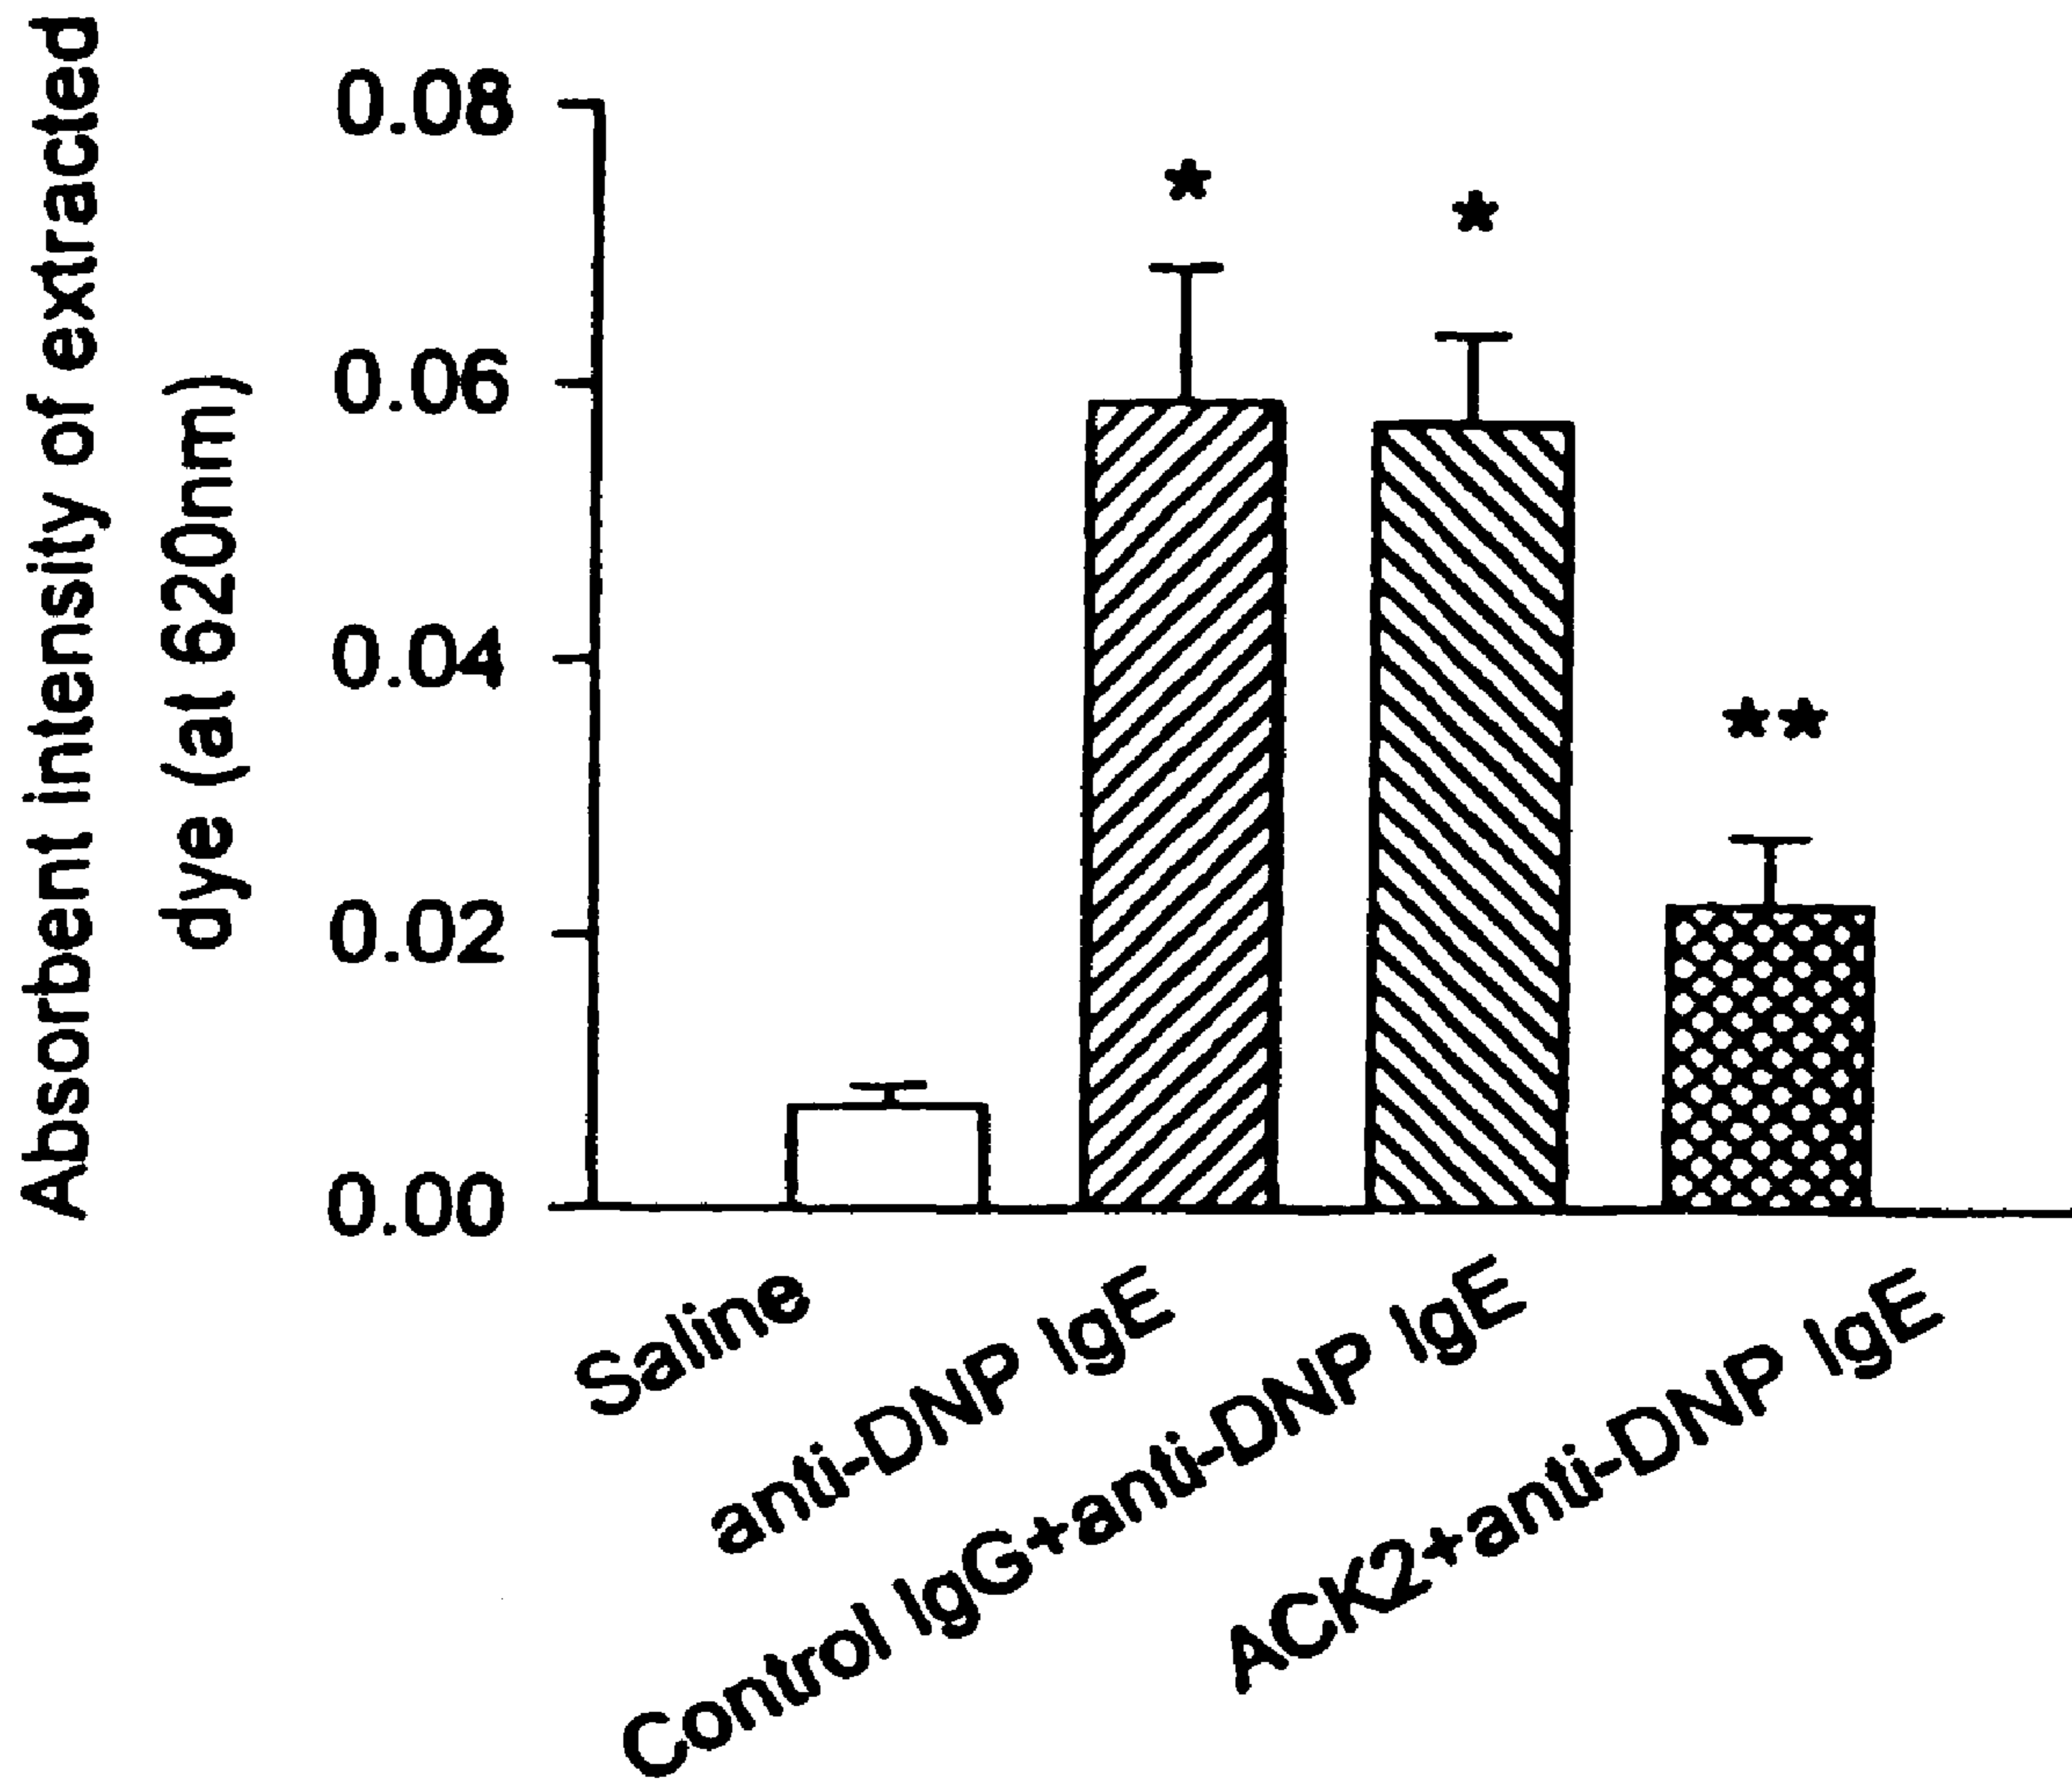 Absorbent intensity of extracted
dye (at 620nm)
0.08
0.06
0.04
0.02
0.00
*
*
**
Saline
anti-DNP IgE
Control IgG+anti-DNP IgE
ACK2+anti-DNP IgE